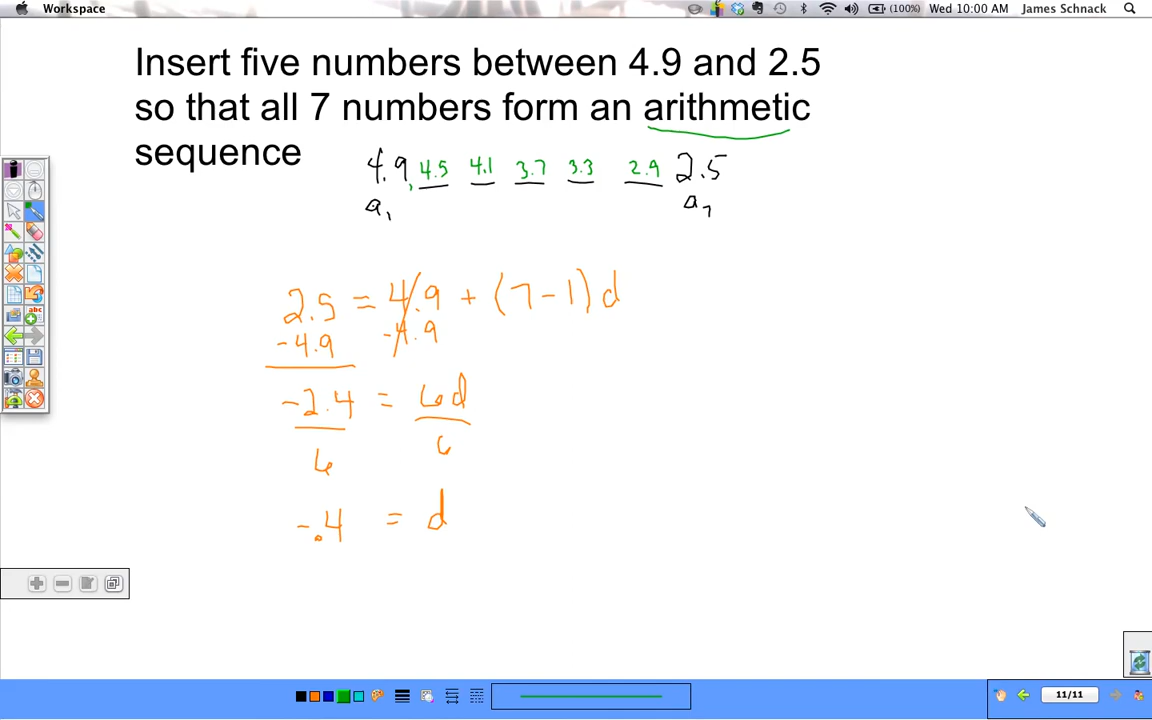 Workspace
(100%) Wed 10:00 AM James Schnack
Insert five numbers between 4.9 and 2.5
so that all 7 numbers form an arithmetic
sequence
4.9, 4.5 4.1 3.7 3.3 2.9 2.5
a₁ a₇
2.5 = 4.9 + (7-1)d
-4.9 -4.9
-2.4 = 6d
6 6
-.4 = d
abc
11/11